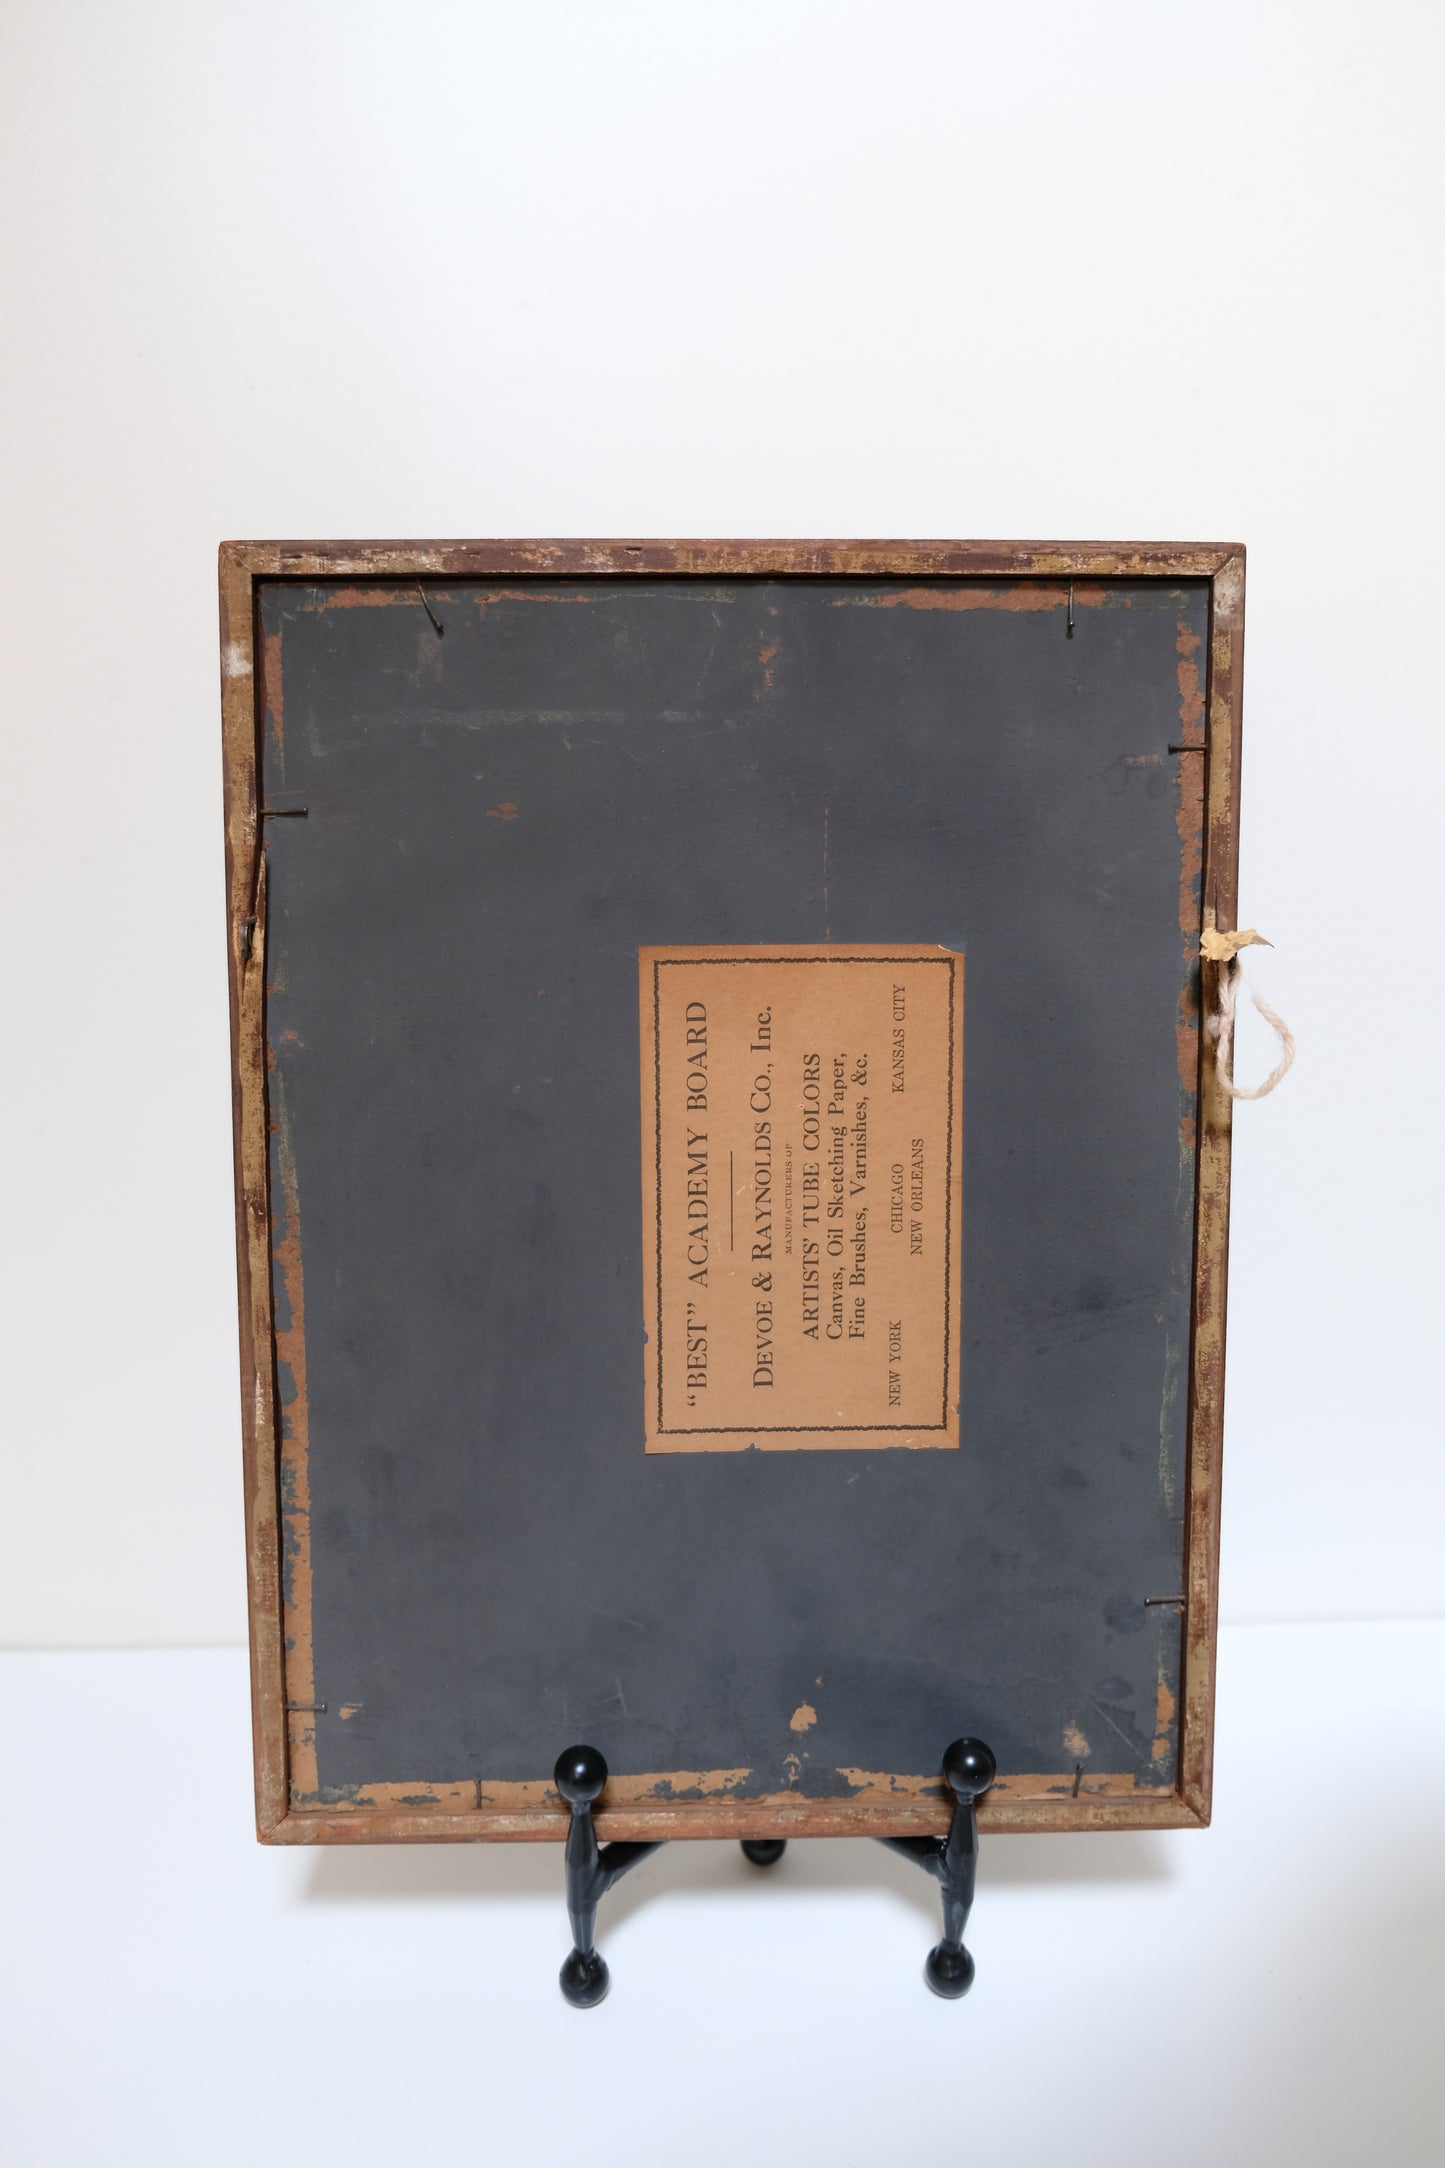 “BEST” ACADEMY BOARD
DEVOE & RAYNOLDS Co., Inc.
MANUFACTURERS OF
ARTISTS’ TUBE COLORS
Canvas, Oil Sketching Paper,
Fine Brushes, Varnishes, &c.
NEW YORK CHICAGO KANSAS CITY
NEW ORLEANS